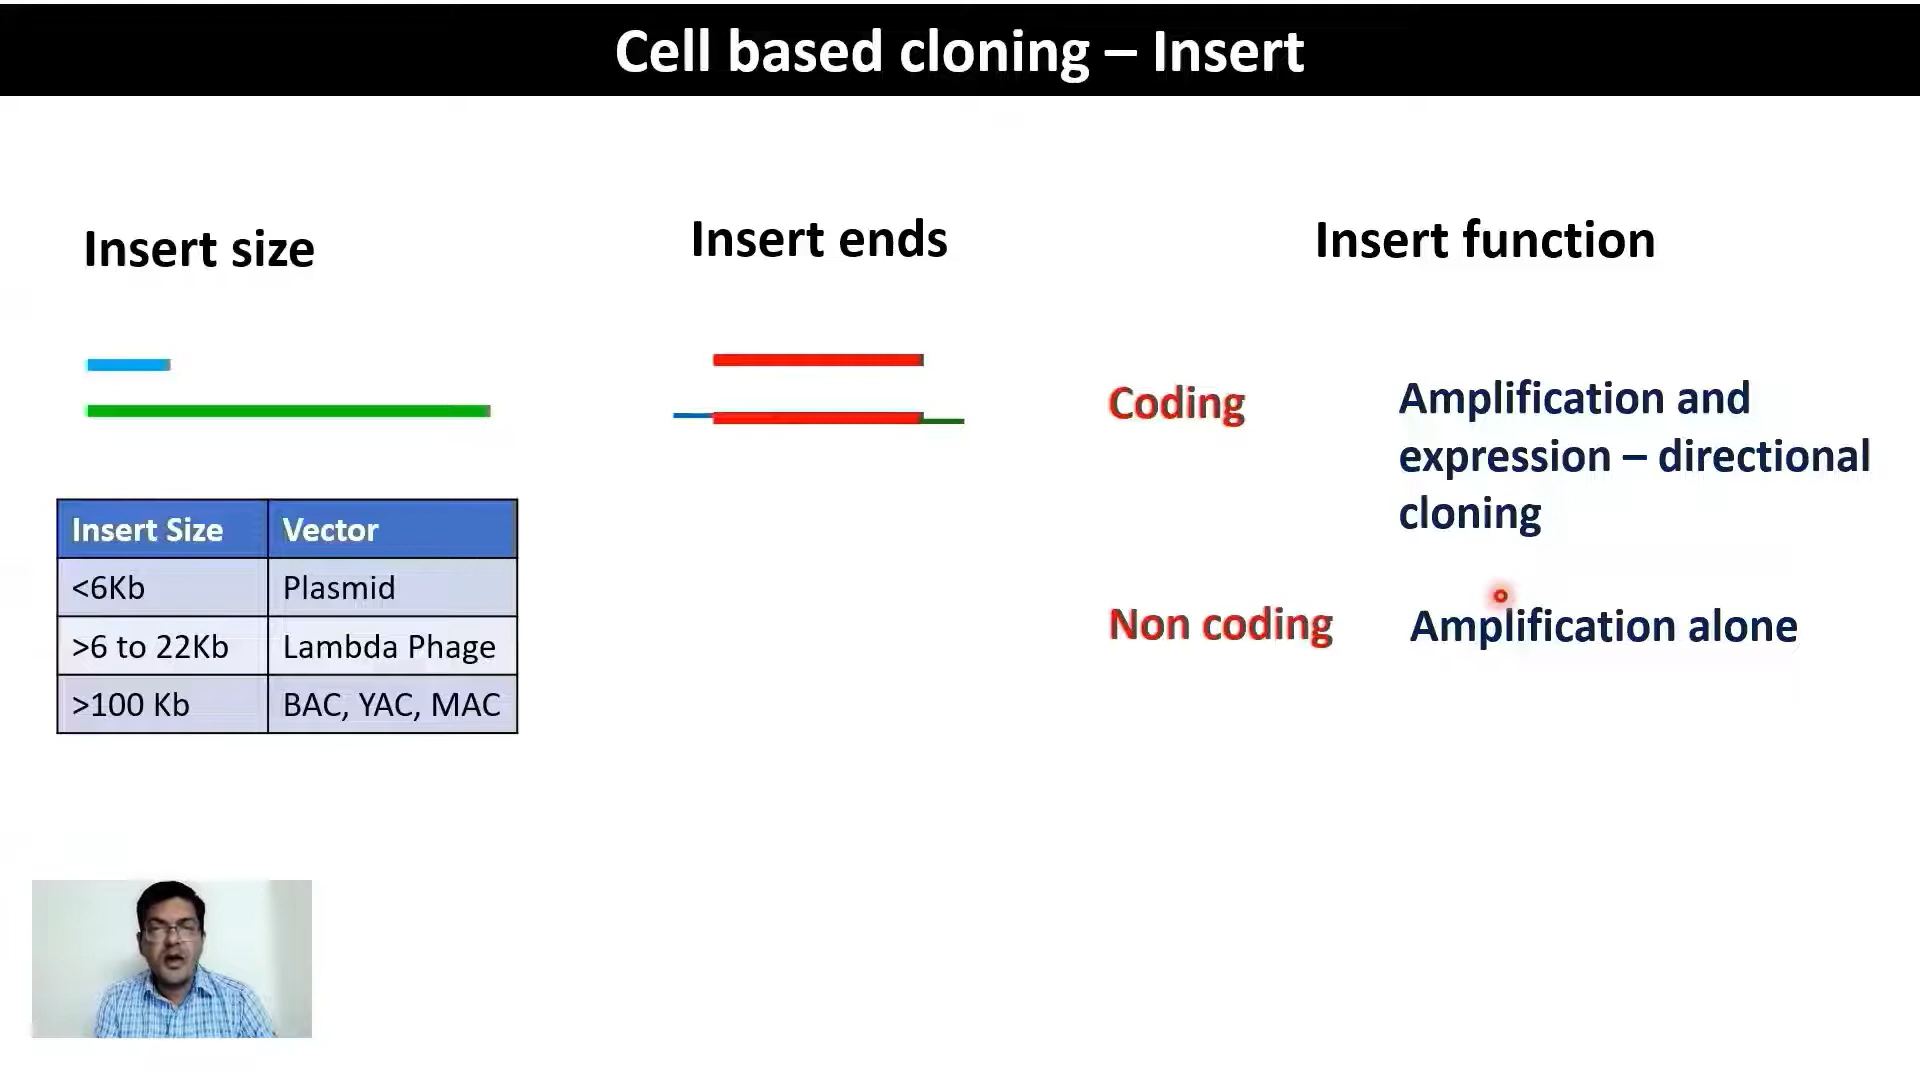 Cell based cloning – Insert
Insert size
Insert Size Vector
<6Kb Plasmid
>6 to 22Kb Lambda Phage
>100 Kb BAC, YAC, MAC
Insert ends
Insert function
Coding
Amplification and
expression – directional
cloning
Non coding
Amplification alone